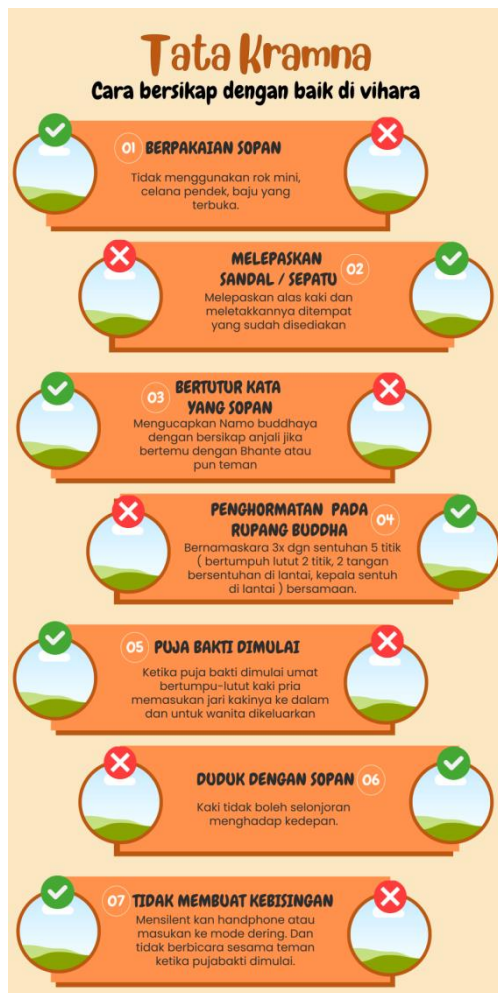 Tata Kramna
Cara bersikap dengan baik di vihara
01 BERPAKAIAN SOPAN
Tidak menggunakan rok mini,
celana pendek, baju yang
terbuka.
MELEPASKAN
SANDAL / SEPATU 02
Melepaskan alas kaki dan
meletakkannya ditempat
yang sudah disediakan
03 BERTUTUR KATA
YANG SOPAN
Mengucapkan Namo buddhaya
dengan bersikap anjali jika
bertemu dengan Bhante atau
pun teman
PENGHORMATAN PADA
RUPANG BUDDHA 04
Bernamaskara 3x dgn sentuhan 5 titik
( bertumpuh lutut 2 titik, 2 tangan
bersentuhan di lantai, kepala sentuh
di lantai ) bersamaan.
05 PUJA BAKTI DIMULAI
Ketika puja bakti dimulai umat
bertumpu-lutut kaki pria
memasukan jari kakinya ke dalam
dan untuk wanita dikeluarkan
DUDUK DENGAN SOPAN 06
Kaki tidak boleh selonjoran
menghadap kedepan.
07 TIDAK MEMBUAT KEBISINGAN
Mensilent kan handphone atau
masukan ke mode dering. Dan
tidak berbicara sesama teman
ketika pujabakti dimulai.